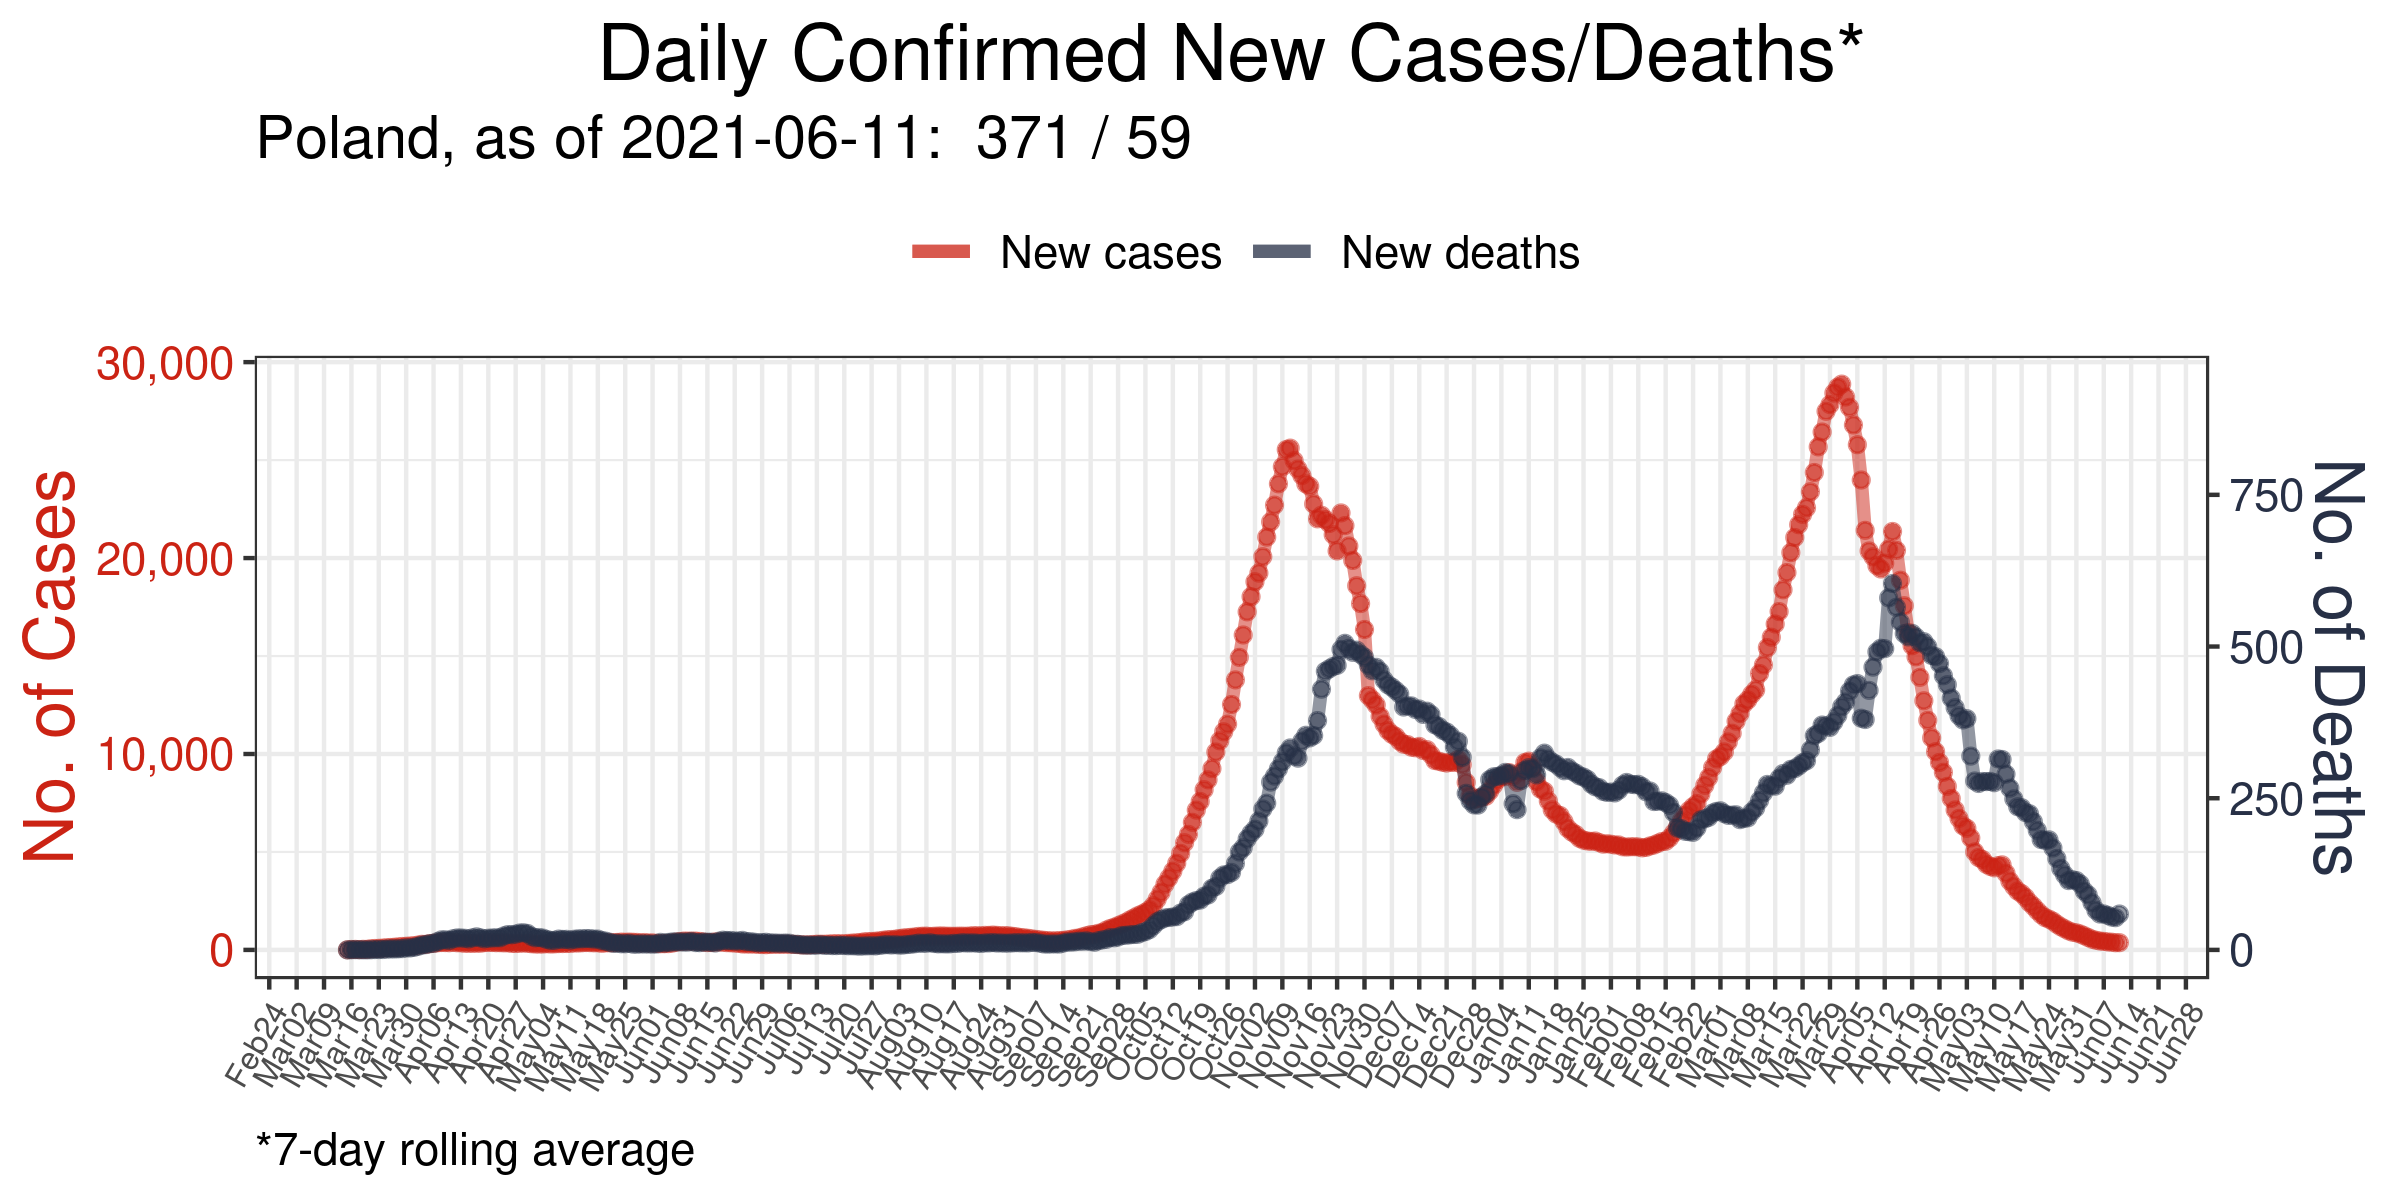 Daily Confirmed New Cases/Deaths*
Poland, as of 2021-06-11:  371 / 59
New cases
New deaths
No. of Cases
30,000
20,000
10,000
0
750
500
250
0
No. of Deaths
Feb24
Mar02
Mar09
Mar16
Mar23
Mar30
Apr06
Apr13
Apr20
Apr27
May04
May11
May18
May25
Jun01
Jun08
Jun15
Jun22
Jun29
Jul06
Jul13
Jul20
Jul27
Aug03
Aug10
Aug17
Aug24
Aug31
Sep07
Sep14
Sep21
Sep28
Oct05
Oct12
Oct19
Oct26
Nov02
Nov09
Nov16
Nov23
Nov30
Dec07
Dec14
Dec21
Dec28
Jan04
Jan11
Jan18
Jan25
Feb01
Feb08
Feb15
Feb22
Mar01
Mar08
Mar15
Mar22
Mar29
Apr05
Apr12
Apr19
Apr26
May03
May10
May17
May24
May31
Jun07
Jun14
Jun21
Jun28
*7-day rolling average